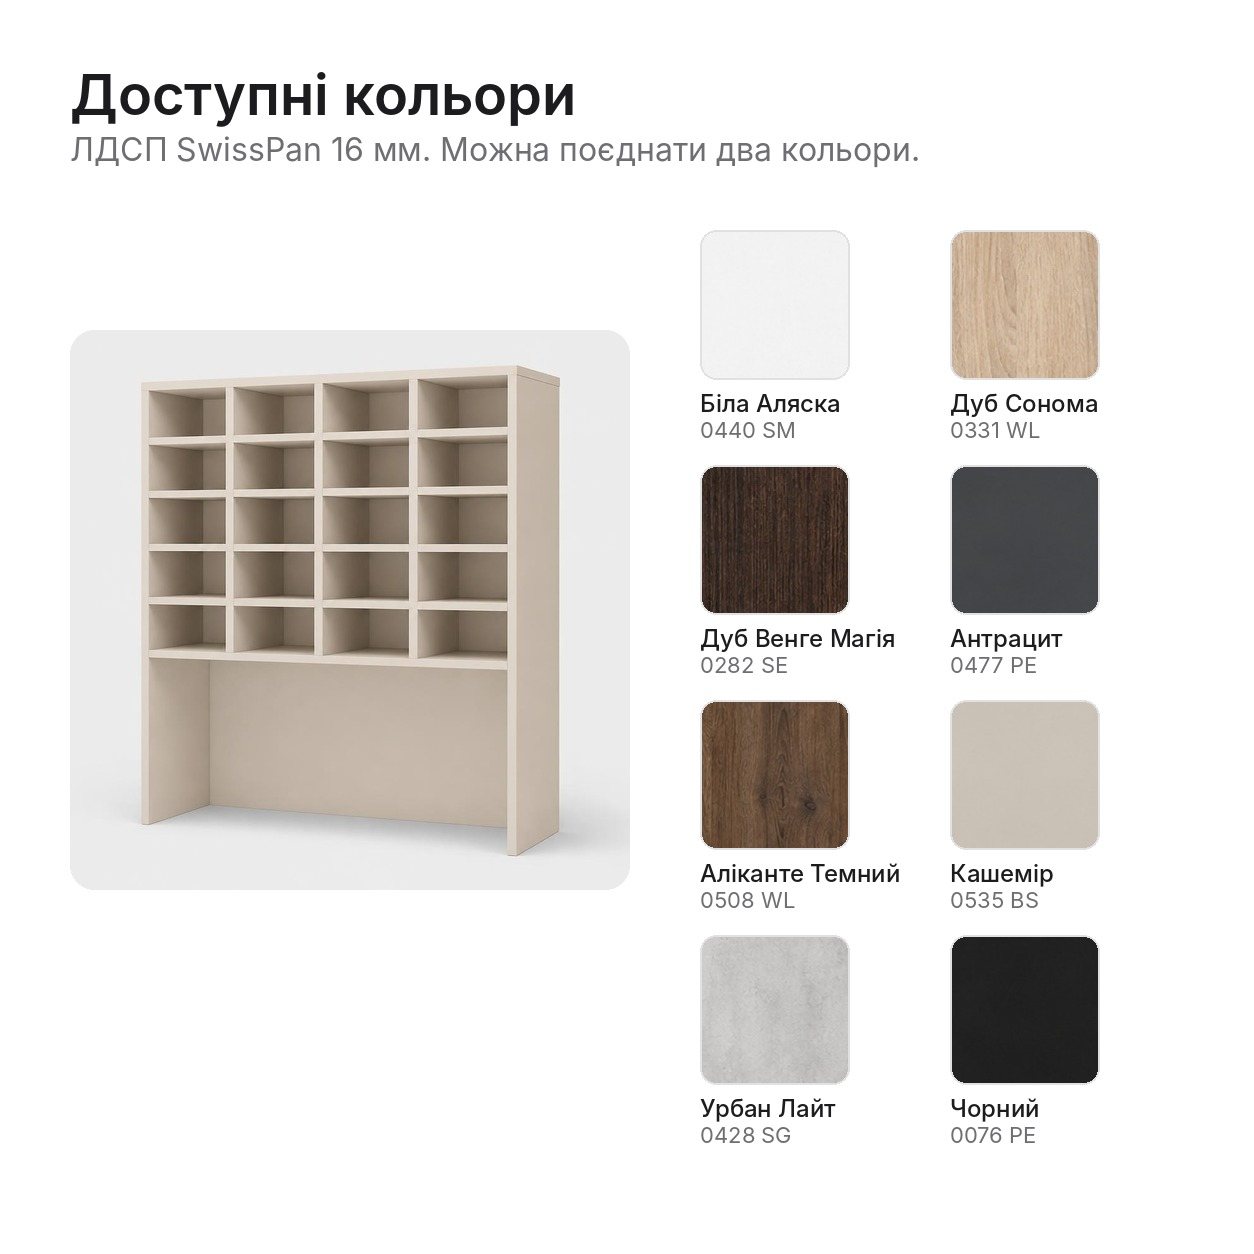 Доступні кольори
ЛДСП SwissPan 16 мм. Можна поєднати два кольори.
Біла Аляска
0440 SM
Дуб Сонома
0331 WL
Дуб Венге Магія
0282 SE
Антрацит
0477 PE
Аліканте Темний
0508 WL
Кашемір
0535 BS
Урбан Лайт
0428 SG
Чорний
0076 PE